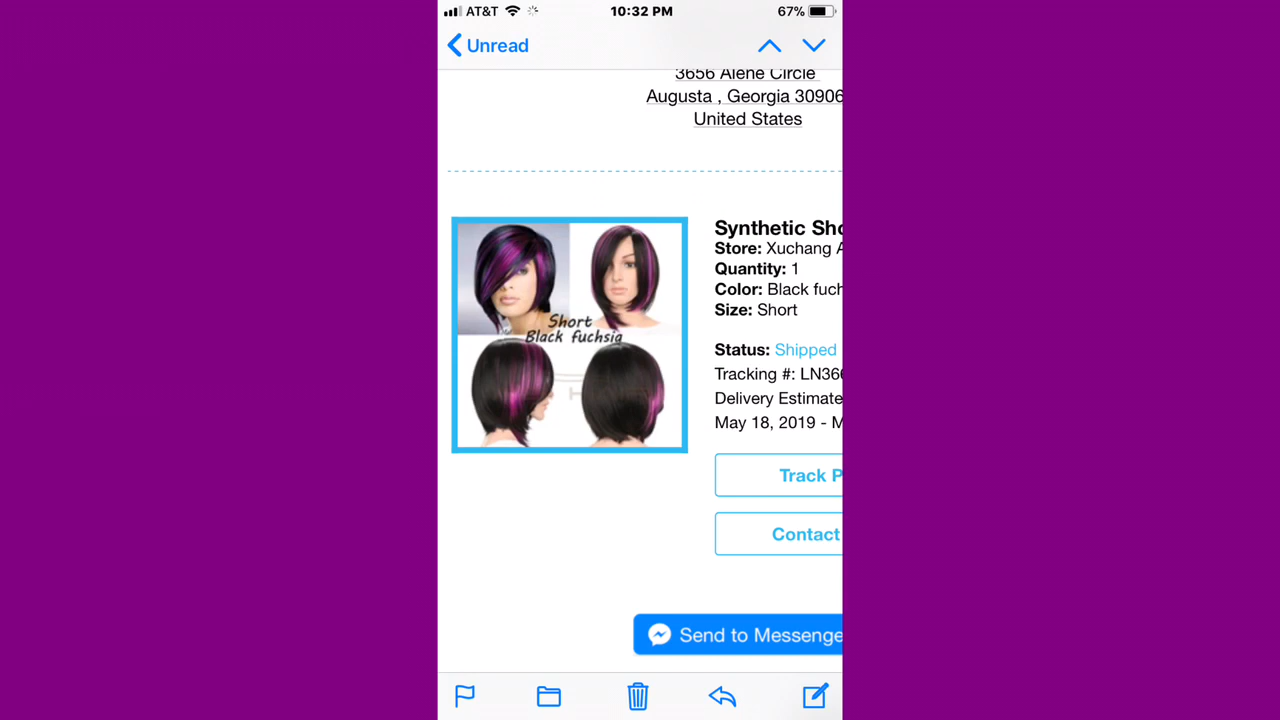 AT&T 10:32 PM 67%
Unread
3656 Alene Circle
Augusta , Georgia 30906
United States
Synthetic Sho
Store: Xuchang A
Quantity: 1
Color: Black fuch
Size: Short
Short
Black fuchsia
Status: Shipped
Tracking #: LN366
Delivery Estimate
May 18, 2019 - M
Track P
Contact
Send to Messenge